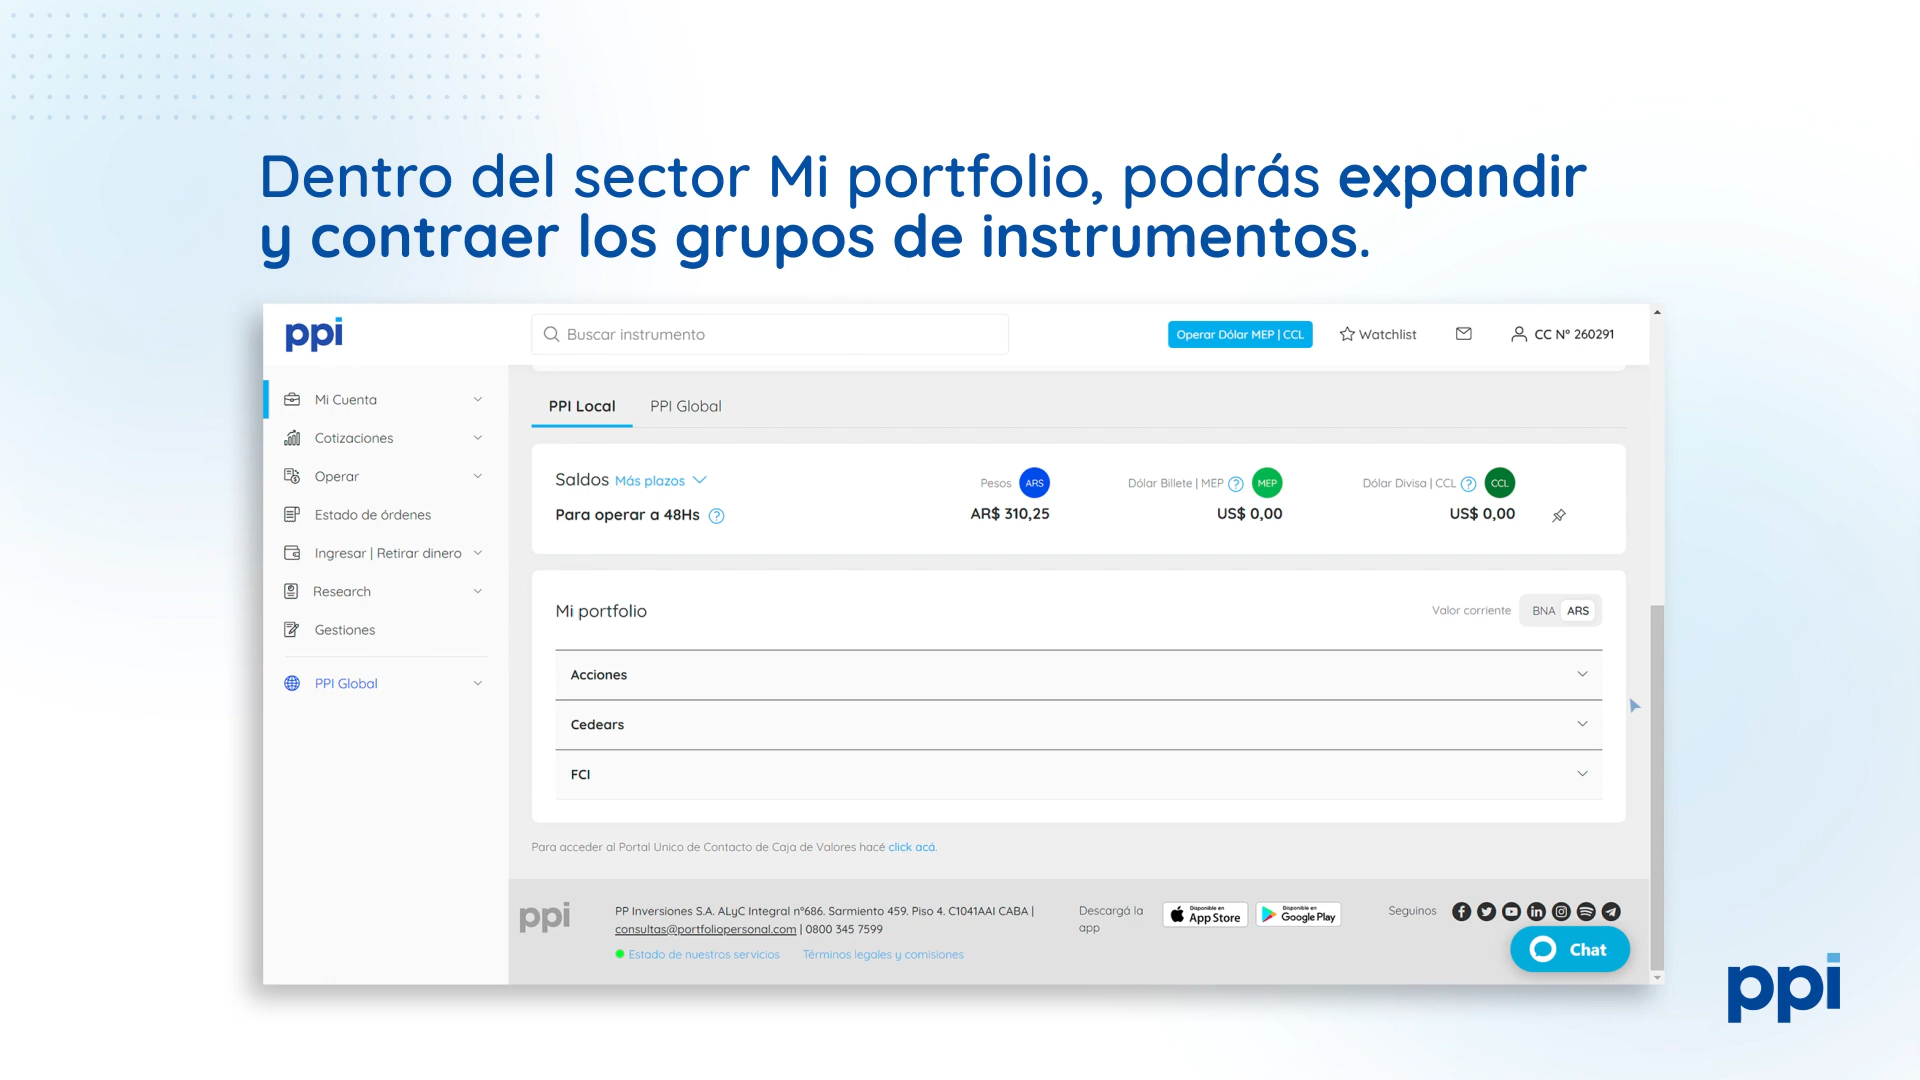 Dentro del sector Mi portfolio, podrás expandir
y contraer los grupos de instrumentos.
ppi
Buscar instrumento
Operar Dólar MEP | CCL
Watchlist
CC Nº 260291
Mi Cuenta
Cotizaciones
Operar
Estado de órdenes
Ingresar | Retirar dinero
Research
Gestiones
PPI Global
PPI Local
PPI Global
Saldos Más plazos
Pesos ARS
Dólar Billete | MEP ? MEP
Dólar Divisa | CCL ? CCL
Para operar a 48Hs ?
AR$ 310,25
US$ 0,00
US$ 0,00
Mi portfolio
Valor corriente BNA ARS
Acciones
Cedears
FCI
Para acceder al Portal Unico de Contacto de Caja de Valores hacé click acá.
ppi
PP Inversiones S.A. ALyC Integral nº686. Sarmiento 459. Piso 4. C1041AAI CABA |
consultas@portfoliopersonal.com | 0800 345 7599
Estado de nuestros servicios Términos legales y comisiones
Descargá la
app
Disponible en
App Store
Disponible en
Google Play
Seguinos
Chat
ppi